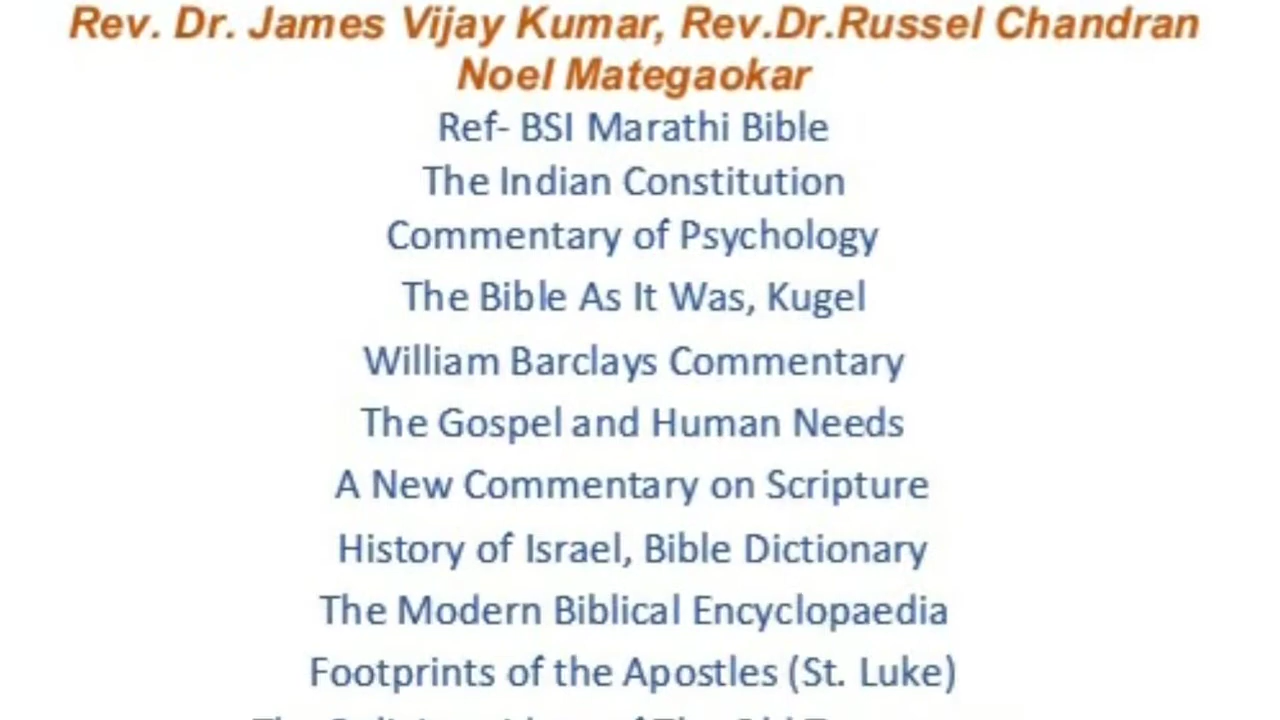 Rev. Dr. James Vijay Kumar, Rev.Dr.Russel Chandran
Noel Mategaokar
Ref- BSI Marathi Bible
The Indian Constitution
Commentary of Psychology
The Bible As It Was, Kugel
William Barclays Commentary
The Gospel and Human Needs
A New Commentary on Scripture
History of Israel, Bible Dictionary
The Modern Biblical Encyclopaedia
Footprints of the Apostles (St. Luke)